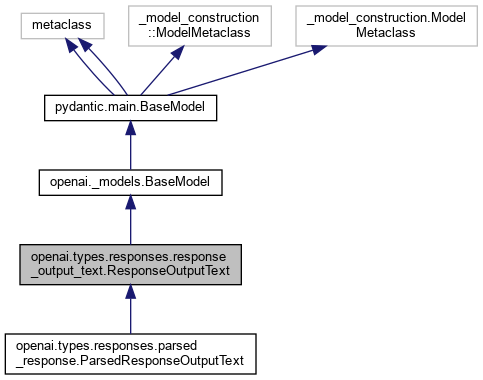 metaclass
_model_construction
::ModelMetaclass
_model_construction.Model
Metaclass
pydantic.main.BaseModel
openai._models.BaseModel
openai.types.responses.response
_output_text.ResponseOutputText
openai.types.responses.parsed
_response.ParsedResponseOutputText